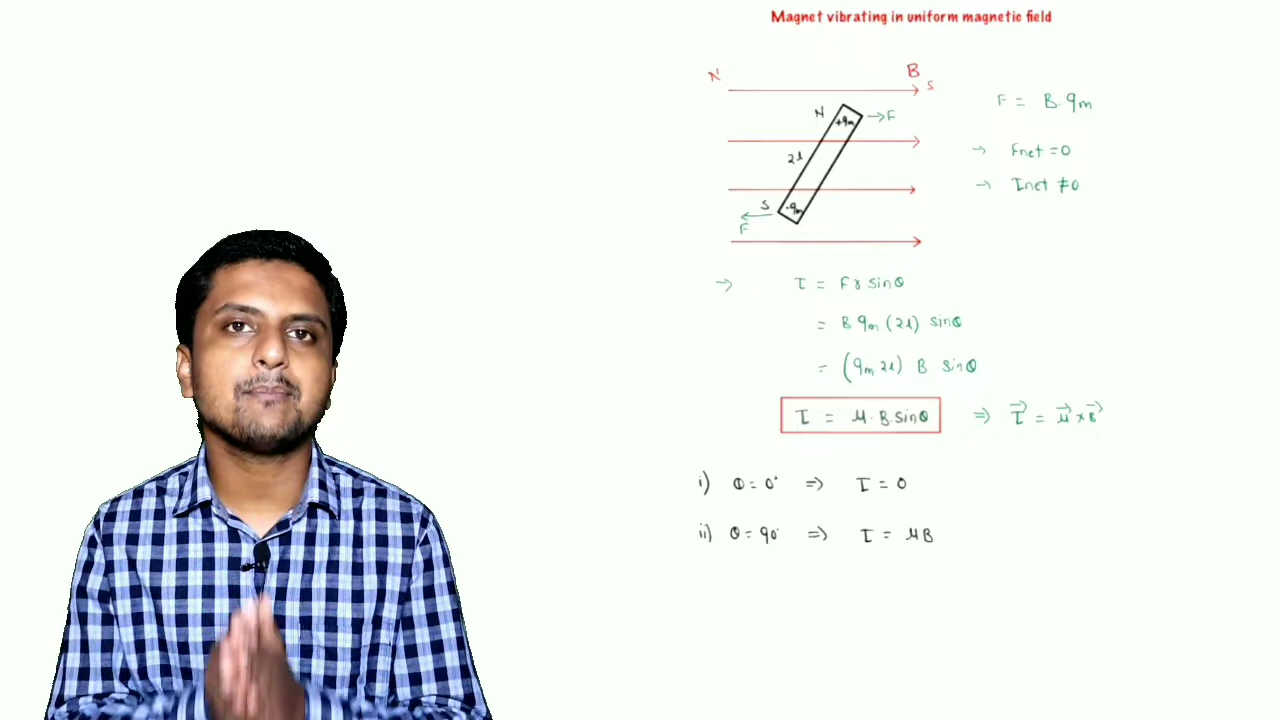 Magnet vibrating in uniform magnetic field
N B S
N +qm → F
2l
S -qm
F
F = B.qm
→ Fnet = 0
→ τnet ≠ 0
→ τ = F r sinθ
= B qm (2l) sinθ
= (qm.2l) B sinθ
τ = μ.B.sinθ ⇒ τ⃗ = μ⃗ × B⃗
i) θ = 0° ⇒ τ = 0
ii) θ = 90° ⇒ τ = μB